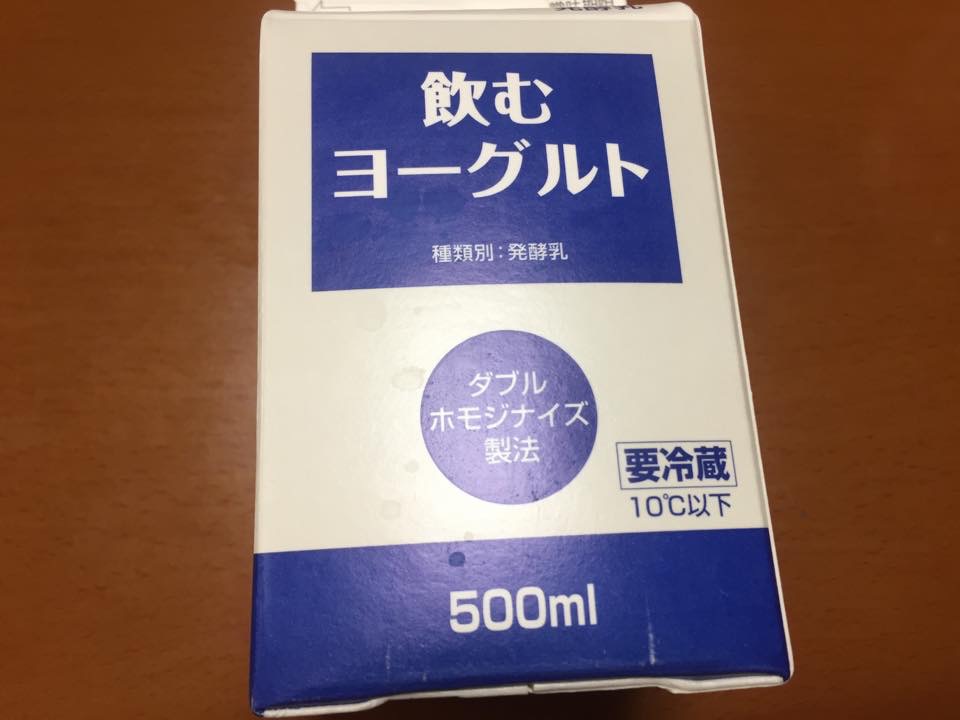 飲む
ヨーグルト
種類別：発酵乳
ダブル
ホモジナイズ
製法
要冷蔵
10℃以下
500ml